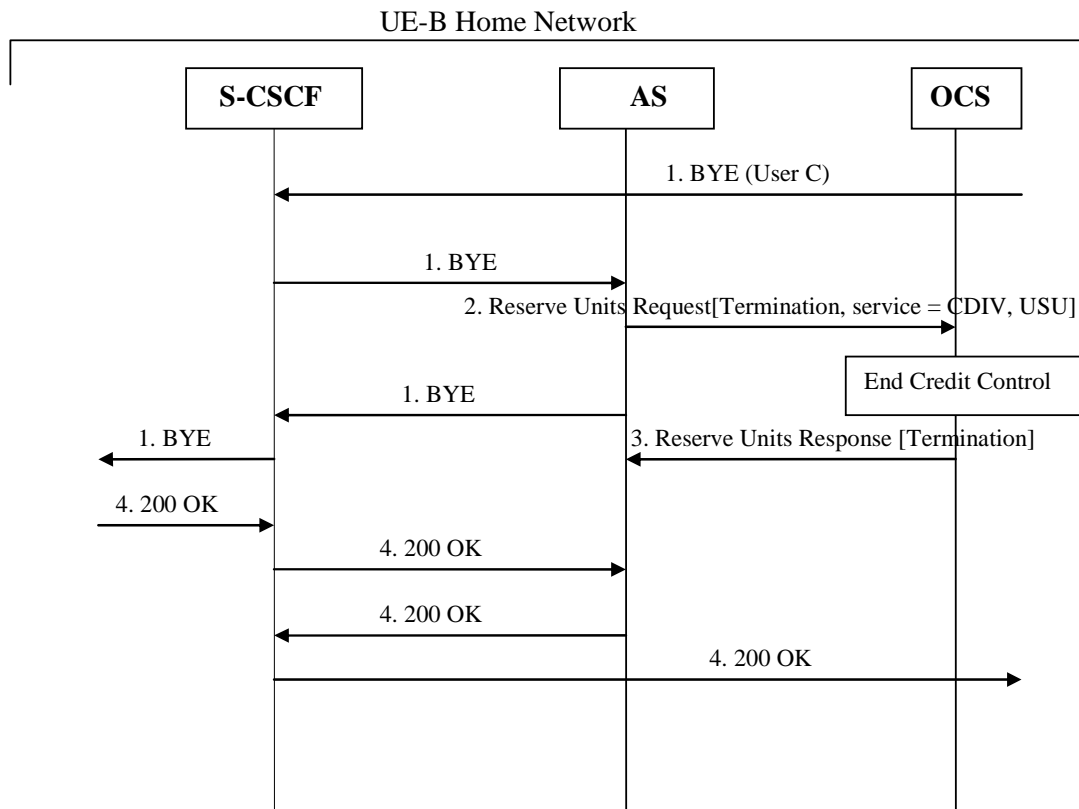 UE-B Home Network
S-CSCF
AS
OCS
1. BYE (User C)
1. BYE
2. Reserve Units Request[Termination, service = CDIV, USU]
End Credit Control
1. BYE
1. BYE
3. Reserve Units Response [Termination]
4. 200 OK
4. 200 OK
4. 200 OK
4. 200 OK